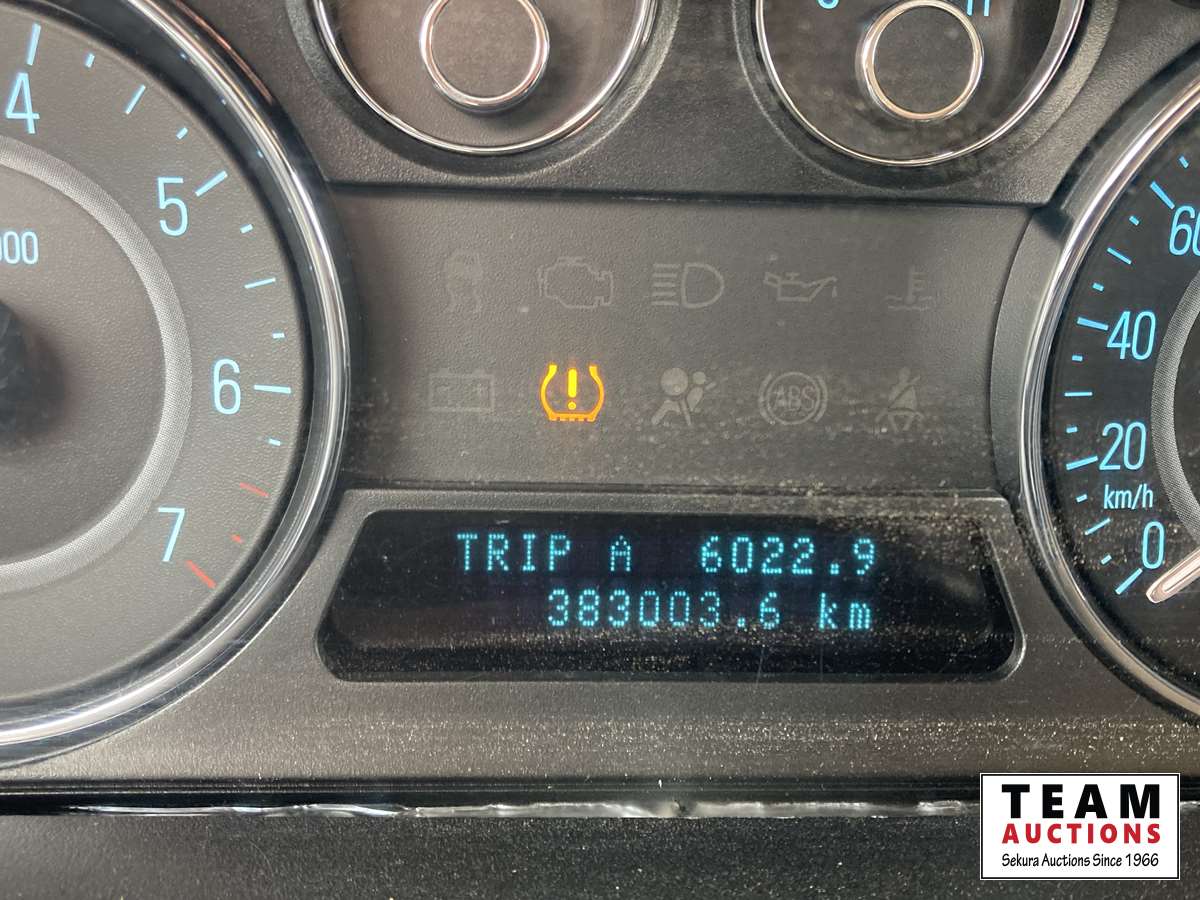 4
5
000
6
7
ABS
TRIP A 6022.9
383003.6 km
60
40
20
km/h
0
TEAM
AUCTIONS
Sekura Auctions Since 1966